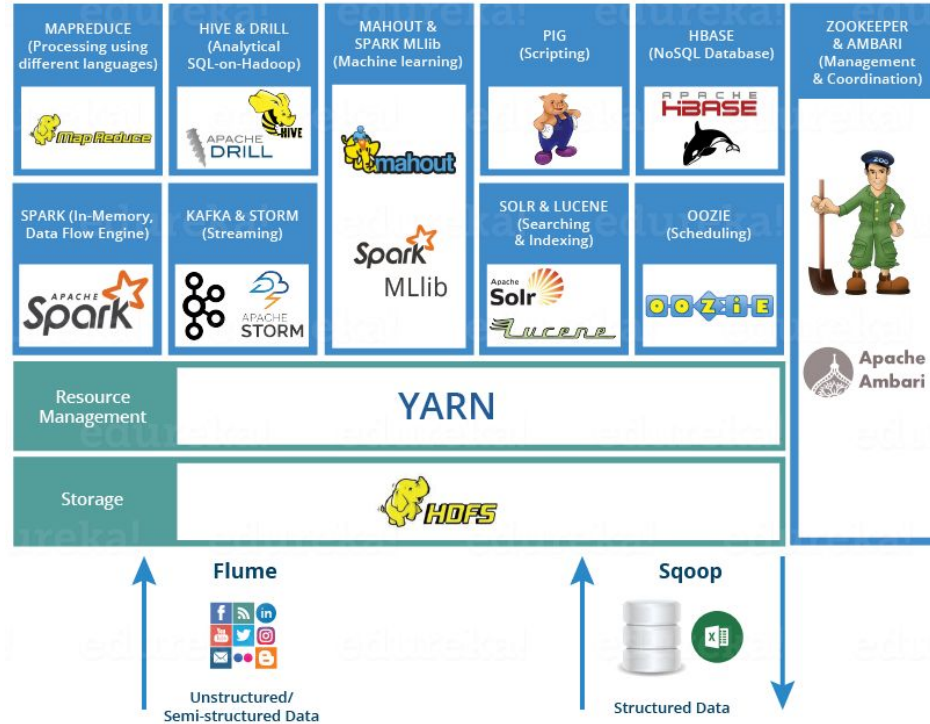 MAPREDUCE
(Processing using
different languages)
Map Reduce
HIVE & DRILL
(Analytical
SQL-on-Hadoop)
HIVE
APACHE
DRILL
MAHOUT &
SPARK MLlib
(Machine learning)
mahout
Spark
MLlib
PIG
(Scripting)
HBASE
(NoSQL Database)
APACHE
HBASE
ZOOKEEPER
& AMBARI
(Management
& Coordination)
ZOO
Apache
Ambari
SPARK (In-Memory,
Data Flow Engine)
APACHE
Spark
KAFKA & STORM
(Streaming)
APACHE
STORM
SOLR & LUCENE
(Searching
& Indexing)
Apache
Solr
Lucene
OOZIE
(Scheduling)
OOZiE
Resource
Management
YARN
Storage
HDFS
Flume
Unstructured/
Semi-structured Data
Sqoop
Structured Data
edureka!